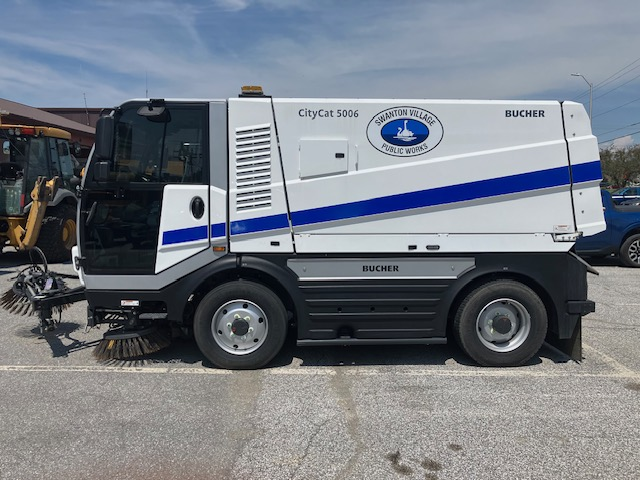 CityCat 5006
SWANTON VILLAGE
PUBLIC WORKS
BUCHER
BUCHER